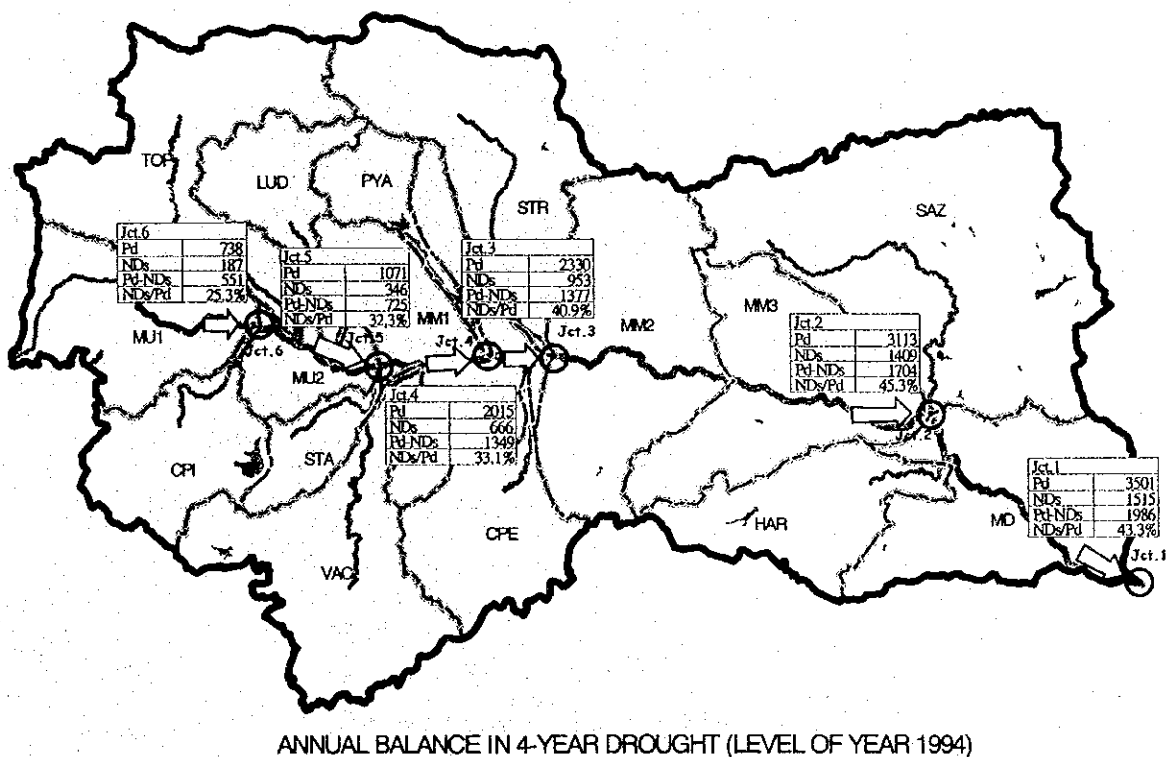 TOP
LUD
PYA
STR
SAZ
Jct.6
Pd 738
NDs 187
Pd-NDs 551
NDs/Pd 25.3%
Jct.5
Pd 1071
NDs 346
Pd-NDs 725
NDs/Pd 32.3%
Jct.3
Pd 2330
NDs 953
Pd-NDs 1377
NDs/Pd 40.9%
MU1
Jct.6
MU2
MM1
Jct.4
Jct.3
MM2
MM3
Jct.2
Pd 3113
NDs 1409
Pd-NDs 1704
NDs/Pd 45.3%
Jct.4
Pd 2015
NDs 666
Pd-NDs 1349
NDs/Pd 33.1%
CPI
STA
VAC
CPE
HAR
MD
Jct.1
Pd 3501
NDs 1515
Pd-NDs 1986
NDs/Pd 43.3%
Jct.1
ANNUAL BALANCE IN 4-YEAR DROUGHT (LEVEL OF YEAR 1994)